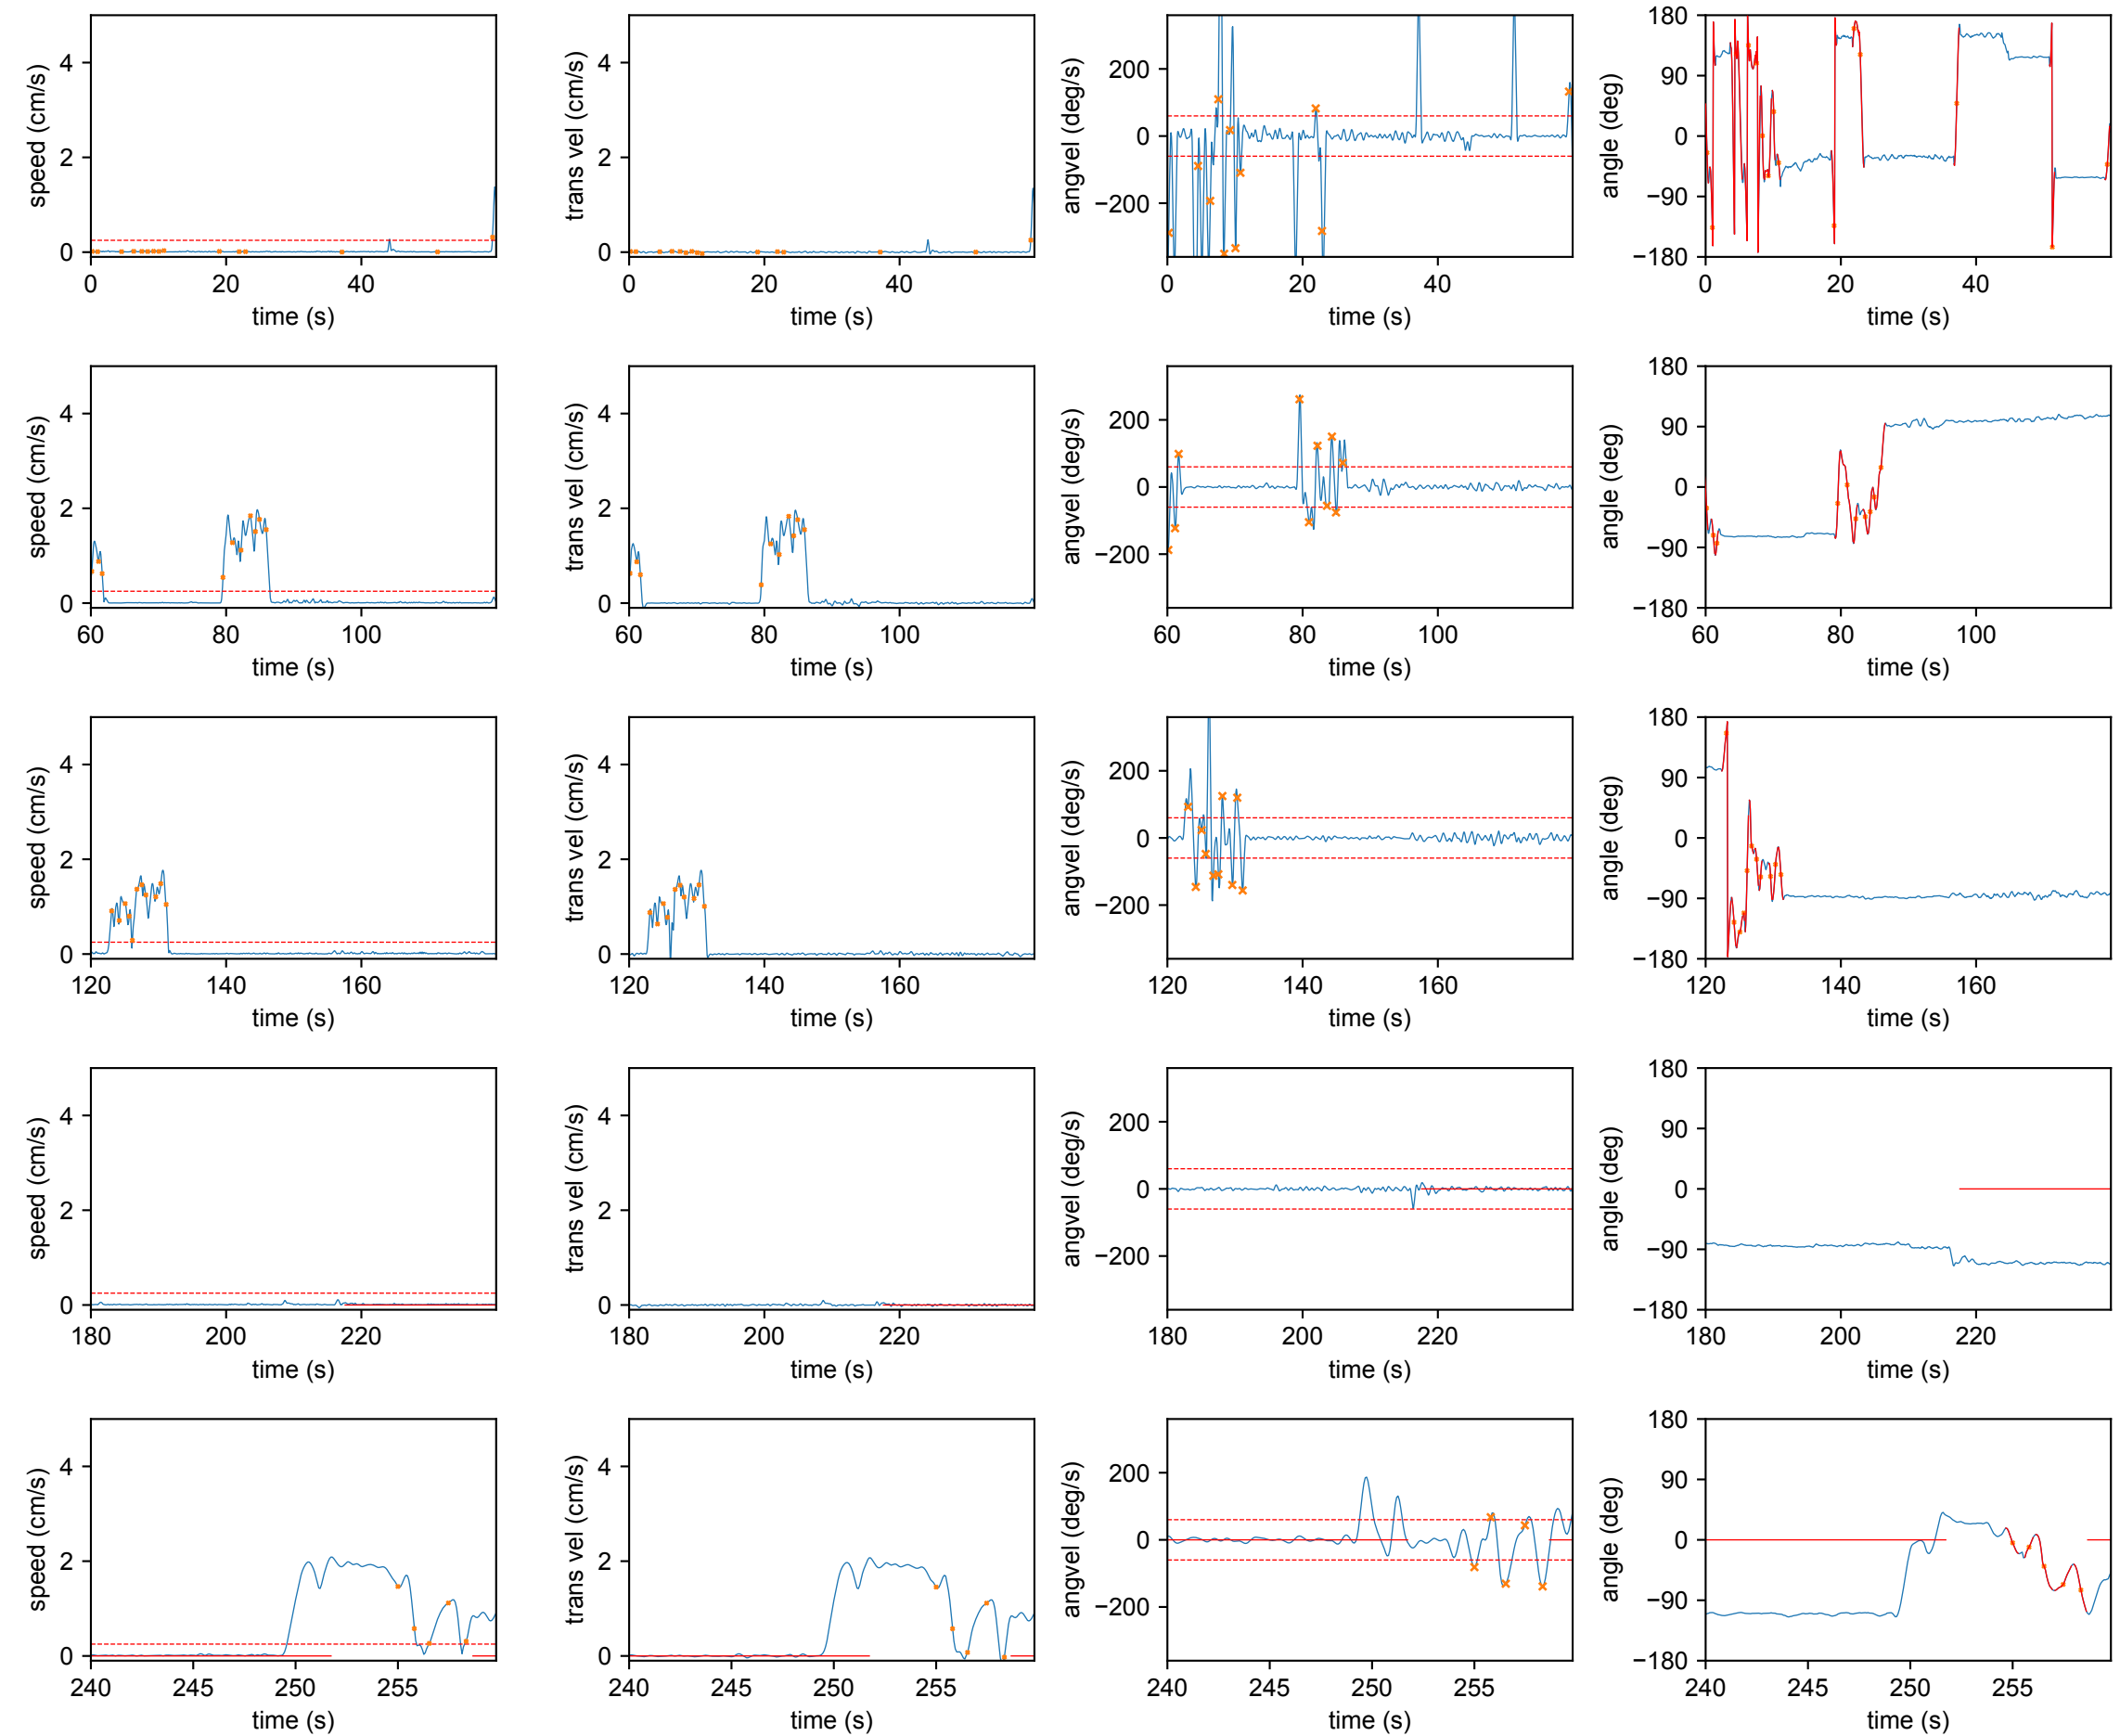 speed (cm/s)
4
2
0
0 20 40
time (s)
trans vel (cm/s)
4
2
0
0 20 40
time (s)
angvel (deg/s)
200
0
−200
0 20 40
time (s)
angle (deg)
180
90
0
−90
−180
0 20 40
time (s)
speed (cm/s)
4
2
0
60 80 100
time (s)
trans vel (cm/s)
4
2
0
60 80 100
time (s)
angvel (deg/s)
200
0
−200
60 80 100
time (s)
angle (deg)
180
90
0
−90
−180
60 80 100
time (s)
speed (cm/s)
4
2
0
120 140 160
time (s)
trans vel (cm/s)
4
2
0
120 140 160
time (s)
angvel (deg/s)
200
0
−200
120 140 160
time (s)
angle (deg)
180
90
0
−90
−180
120 140 160
time (s)
speed (cm/s)
4
2
0
180 200 220
time (s)
trans vel (cm/s)
4
2
0
180 200 220
time (s)
angvel (deg/s)
200
0
−200
180 200 220
time (s)
angle (deg)
180
90
0
−90
−180
180 200 220
time (s)
speed (cm/s)
4
2
0
240 245 250 255
time (s)
trans vel (cm/s)
4
2
0
240 245 250 255
time (s)
angvel (deg/s)
200
0
−200
240 245 250 255
time (s)
angle (deg)
180
90
0
−90
−180
240 245 250 255
time (s)